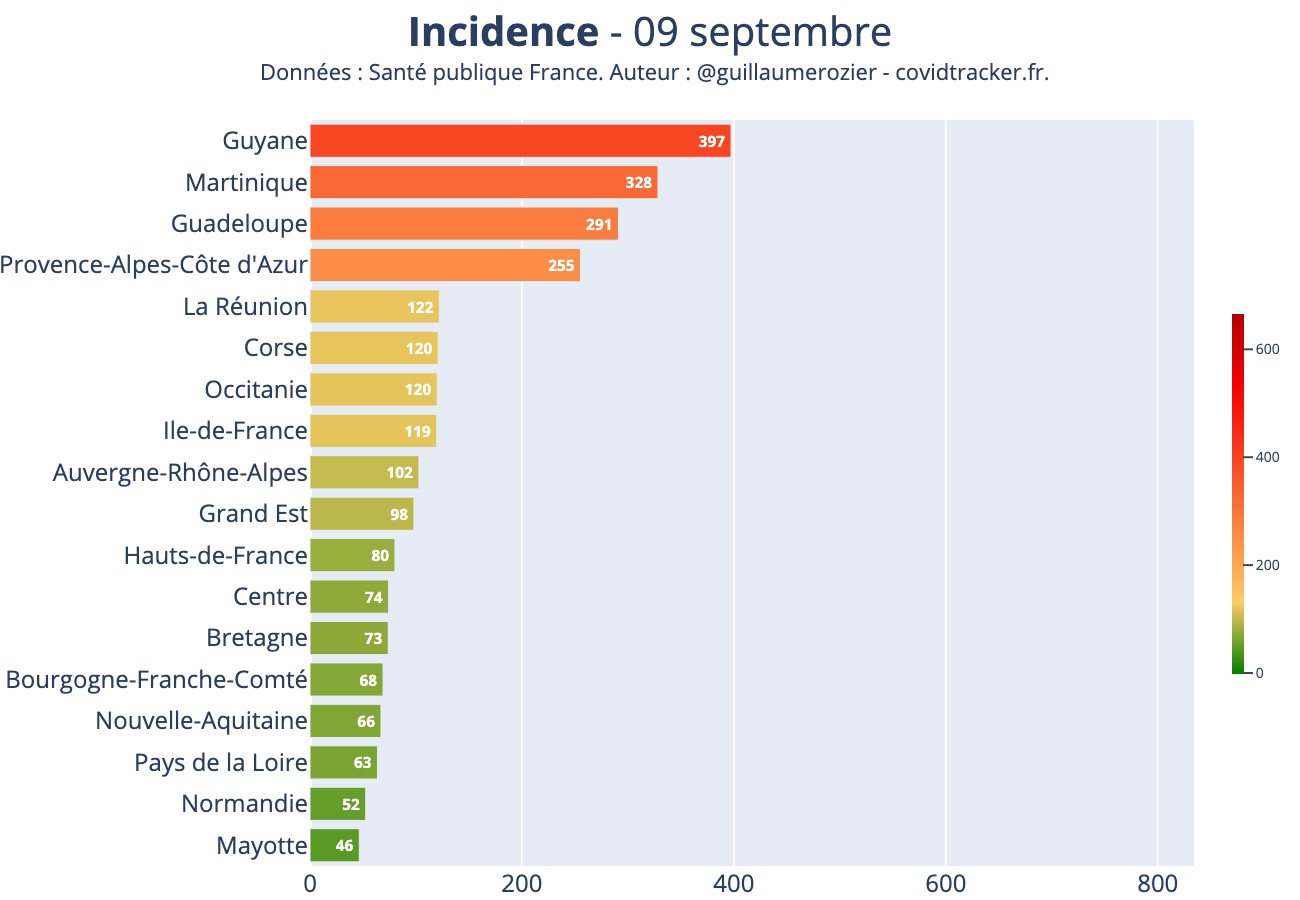 Incidence - 09 septembre
Données : Santé publique France. Auteur : @guillaumerozier - covidtracker.fr.
Guyane 397
Martinique 328
Guadeloupe 291
Provence-Alpes-Côte d'Azur 255
La Réunion 122
Corse 120
Occitanie 120
Ile-de-France 119
Auvergne-Rhône-Alpes 102
Grand Est 98
Hauts-de-France 80
Centre 74
Bretagne 73
Bourgogne-Franche-Comté 68
Nouvelle-Aquitaine 66
Pays de la Loire 63
Normandie 52
Mayotte 46
0 200 400 600 800
600
400
200
0